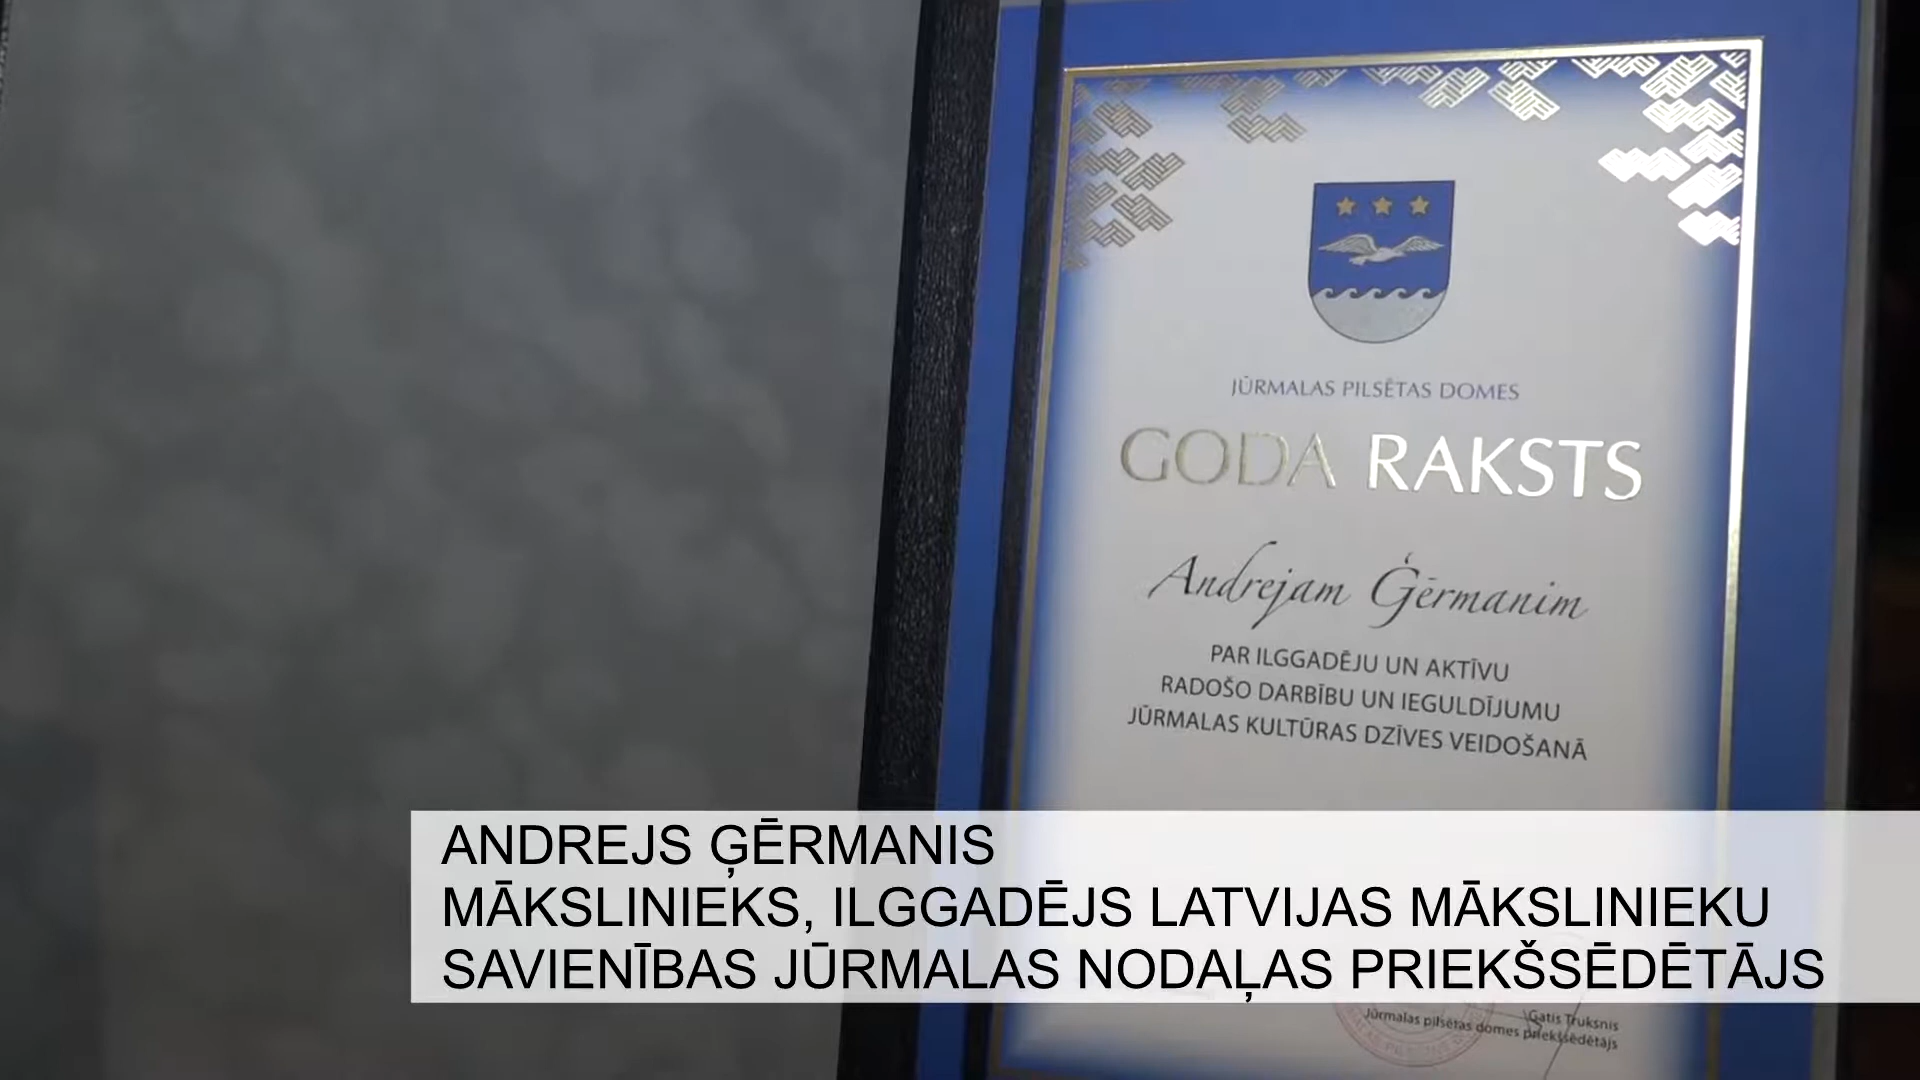 JŪRMALAS PILSĒTAS DOMES
GODA RAKSTS
Andrejam Ģērmanim
PAR ILGGADĒJU UN AKTĪVU
RADOŠO DARBĪBU UN IEGULDĪJUMU
JŪRMALAS KULTŪRAS DZĪVES VEIDOŠANĀ
ANDREJS ĢĒRMANIS
MĀKSLINIEKS, ILGGADĒJS LATVIJAS MĀKSLINIEKU
SAVIENĪBAS JŪRMALAS NODAĻAS PRIEKŠSĒDĒTĀJS
Gatis Truksnis
Jūrmalas pilsētas domes priekšsēdētājs